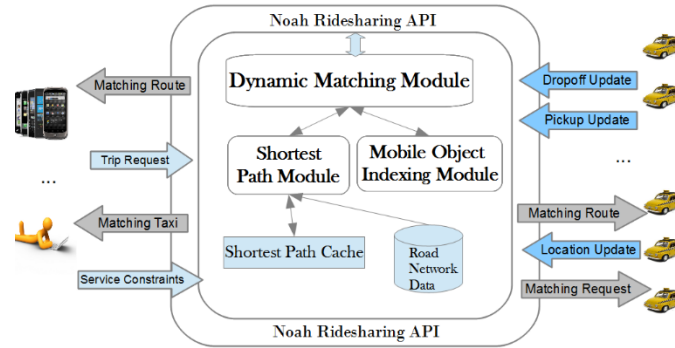 Noah Ridesharing API
Dynamic Matching Module
Matching Route
Dropoff Update
Pickup Update
Shortest
Path Module
Mobile Object
Indexing Module
Trip Request
...
...
Matching Taxi
Matching Route
Shortest Path Cache
Road
Network
Data
Location Update
Service Constraints
Matching Request
Noah Ridesharing API